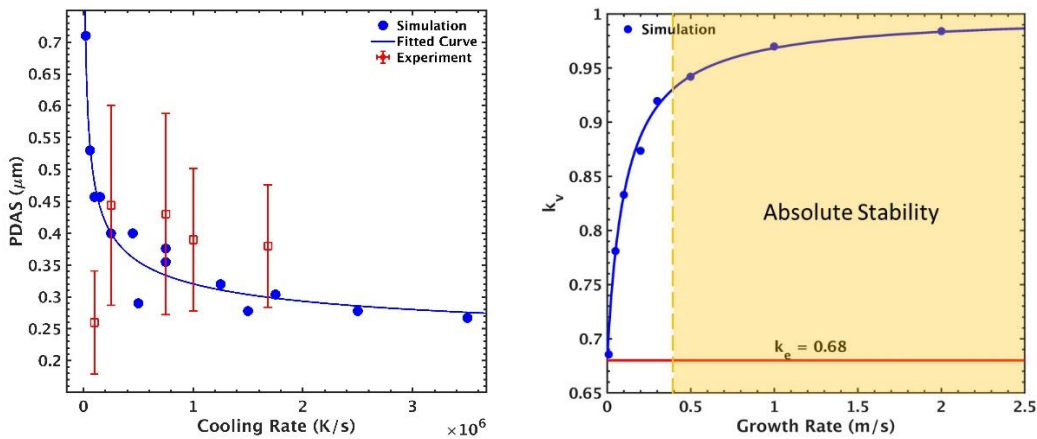 Simulation
Fitted Curve
Experiment
0.7
0.65
0.6
0.55
0.5
0.45
0.4
0.35
0.3
0.25
0.2
PDAS (μm)
0 1 2 3
Cooling Rate (K/s) ×10^6
Simulation
1
0.95
0.9
0.85
0.8
0.75
0.7
0.65
k_v
Absolute Stability
k_e = 0.68
0 0.5 1.0 1.5 2.0 2.5
Growth Rate (m/s)